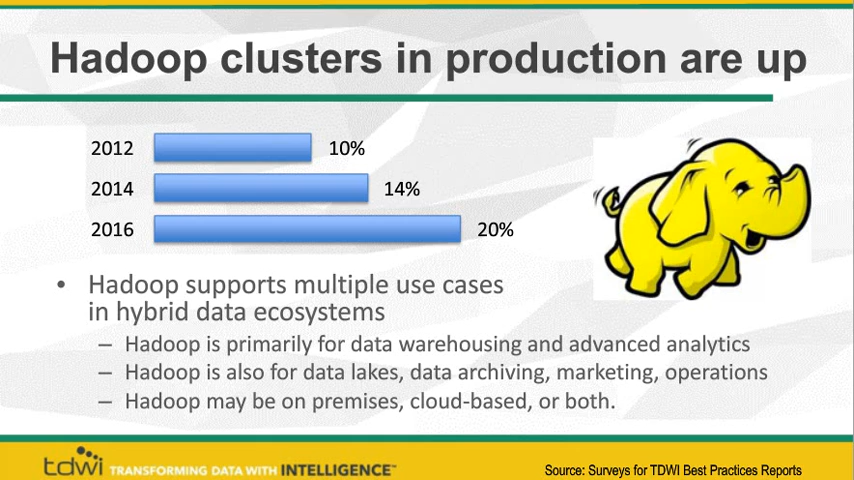 Hadoop clusters in production are up
2012 10%
2014 14%
2016 20%
• Hadoop supports multiple use cases
in hybrid data ecosystems
– Hadoop is primarily for data warehousing and advanced analytics
– Hadoop is also for data lakes, data archiving, marketing, operations
– Hadoop may be on premises, cloud-based, or both.
tdwi TRANSFORMING DATA WITH INTELLIGENCE™
Source: Surveys for TDWI Best Practices Reports